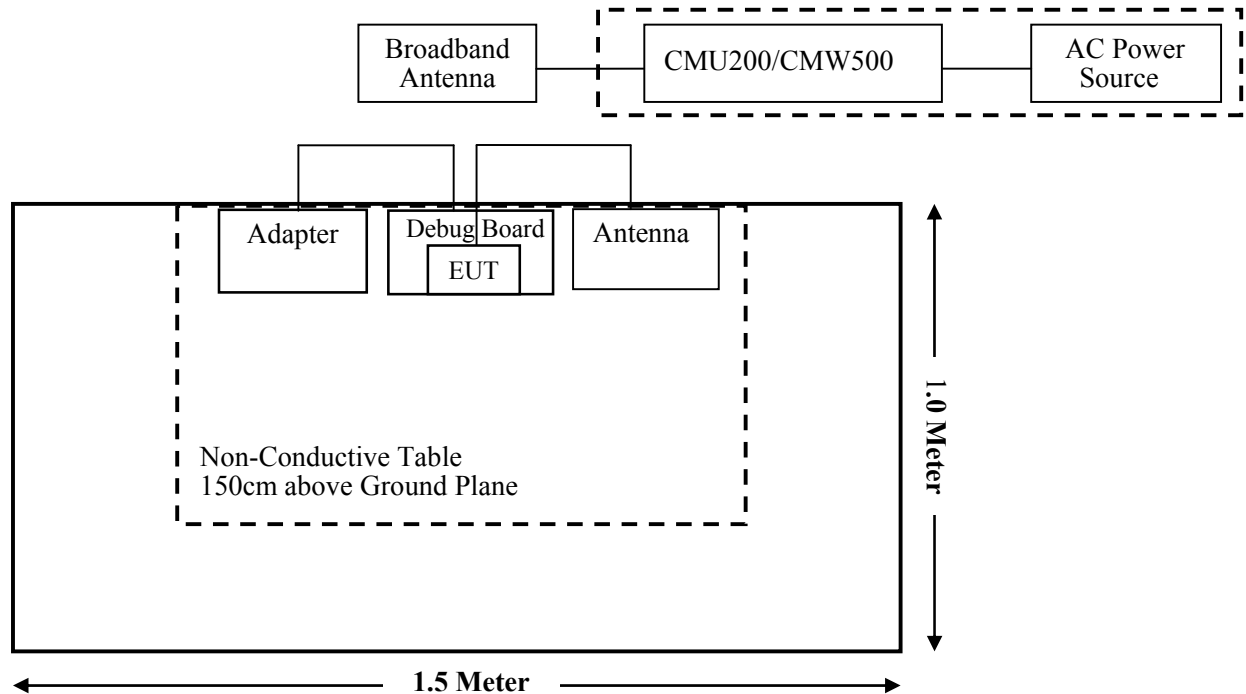 Broadband
Antenna
CMU200/CMW500
AC Power
Source
Adapter
Debug Board
EUT
Antenna
Non-Conductive Table
150cm above Ground Plane
1.0 Meter
1.5 Meter